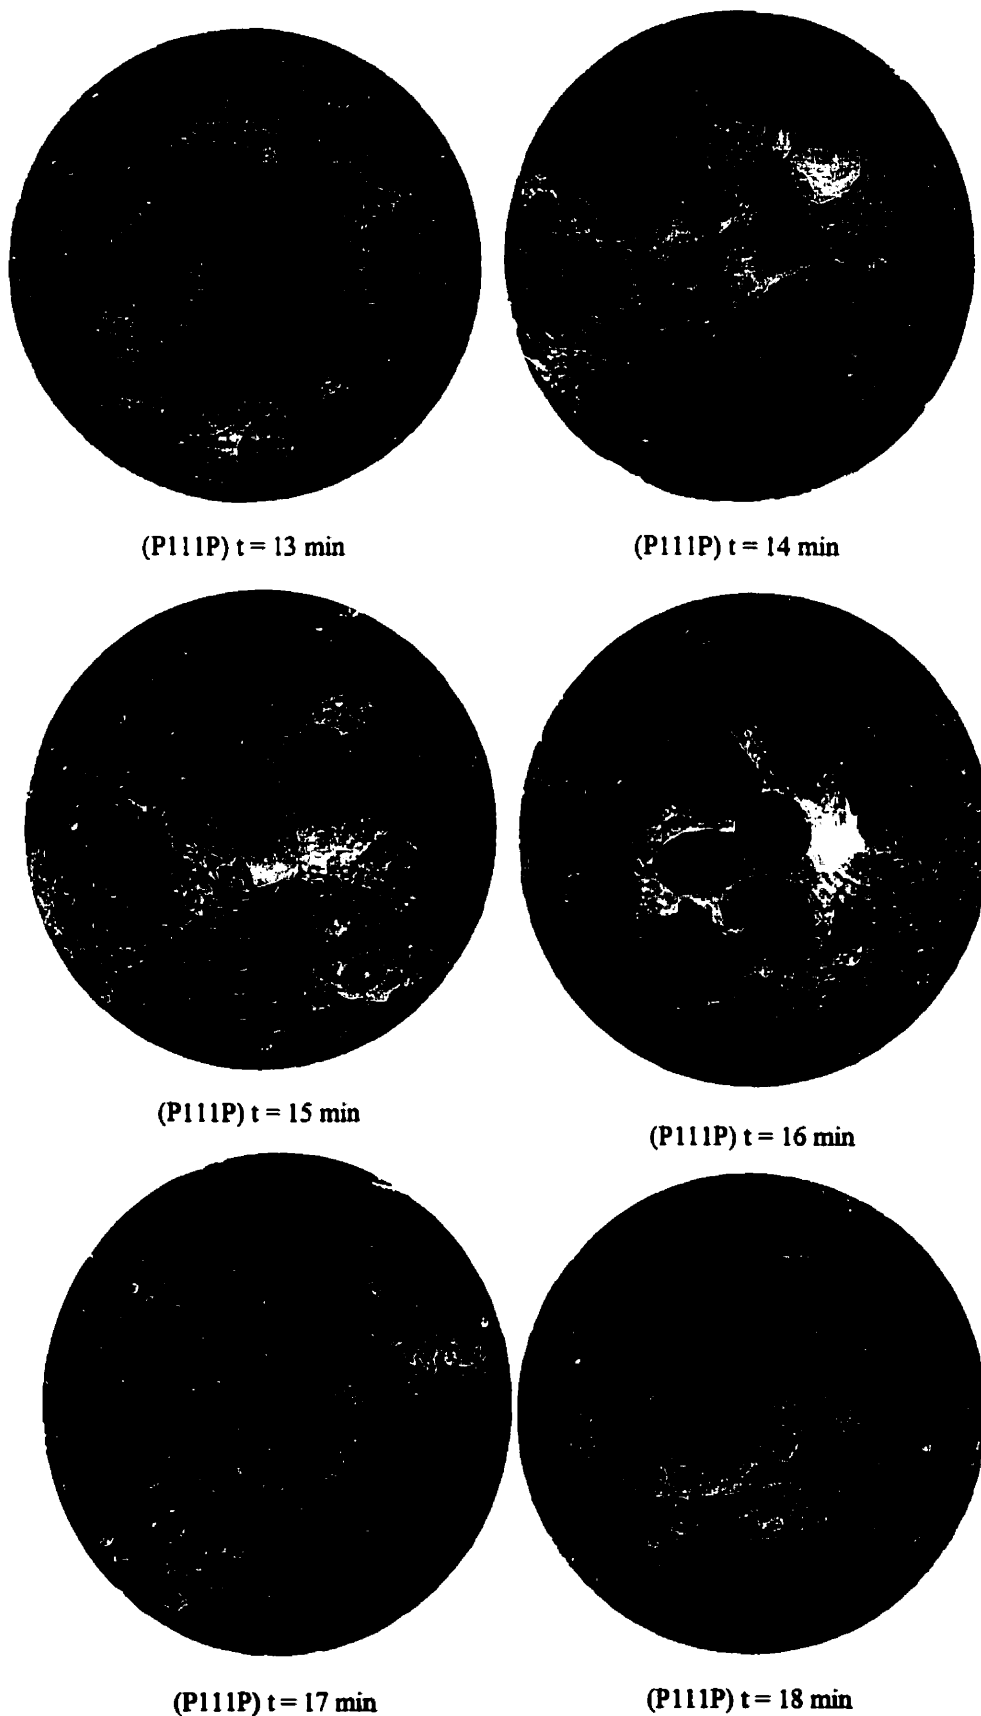 (P111P) t = 13 min
(P111P) t = 14 min
(P111P) t = 15 min
(P111P) t = 16 min
(P111P) t = 17 min
(P111P) t = 18 min